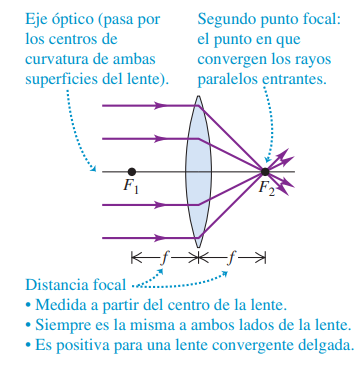 Eje óptico (pasa por
los centros de
curvatura de ambas
superficies del lente).
Segundo punto focal:
el punto en que
convergen los rayos
paralelos entrantes.
F1
F2
f
f
Distancia focal
• Medida a partir del centro de la lente.
• Siempre es la misma a ambos lados de la lente.
• Es positiva para una lente convergente delgada.